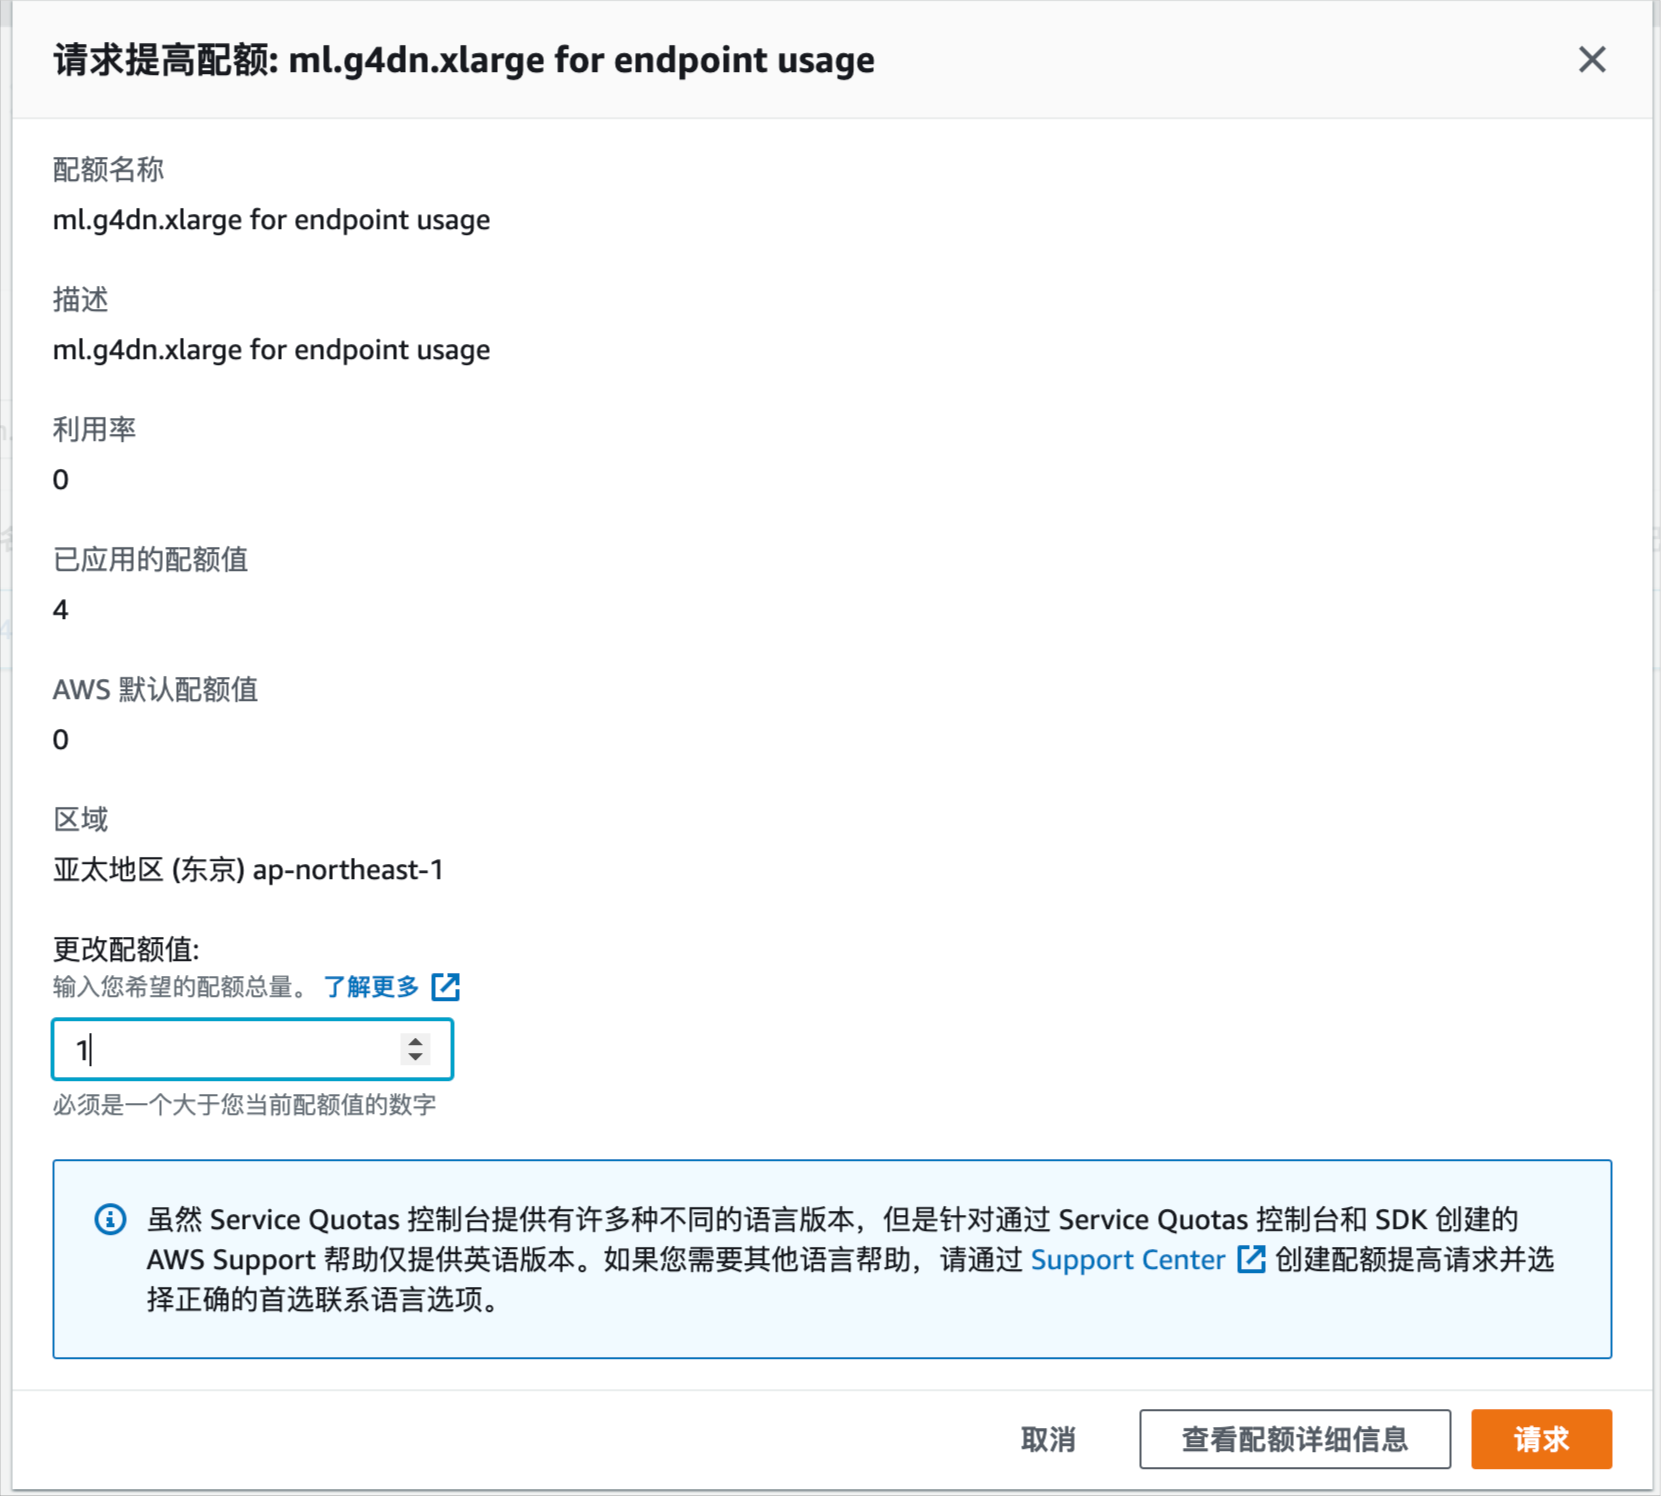 请求提高配额: ml.g4dn.xlarge for endpoint usage
配额名称
ml.g4dn.xlarge for endpoint usage
描述
ml.g4dn.xlarge for endpoint usage
利用率
0
已应用的配额值
4
AWS 默认配额值
0
区域
亚太地区 (东京) ap-northeast-1
更改配额值:
输入您希望的配额总量。 了解更多
1
必须是一个大于您当前配额值的数字
虽然 Service Quotas 控制台提供有许多种不同的语言版本，但是针对通过 Service Quotas 控制台和 SDK 创建的
AWS Support 帮助仅提供英语版本。如果您需要其他语言帮助，请通过 Support Center 创建配额提高请求并选
择正确的首选联系语言选项。
取消 查看配额详细信息 请求